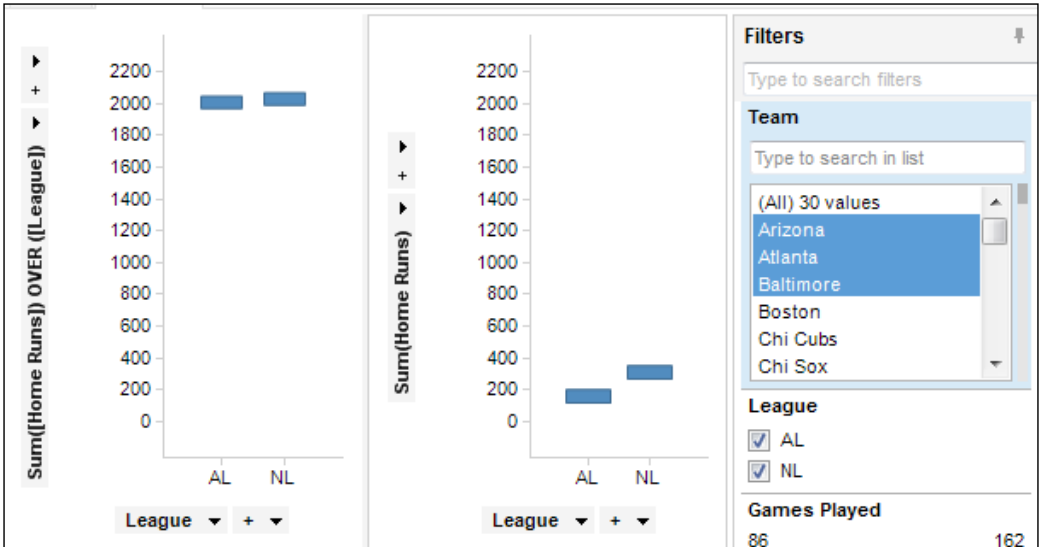 Sum([Home Runs]) OVER ([League])
+
2200
2000
1800
1600
1400
1200
1000
800
600
400
200
0
AL NL
League +
Sum(Home Runs)
+
2200
2000
1800
1600
1400
1200
1000
800
600
400
200
0
AL NL
League +
Filters
Type to search filters
Team
Type to search in list
(All) 30 values
Arizona
Atlanta
Baltimore
Boston
Chi Cubs
Chi Sox
League
AL
NL
Games Played
86 162